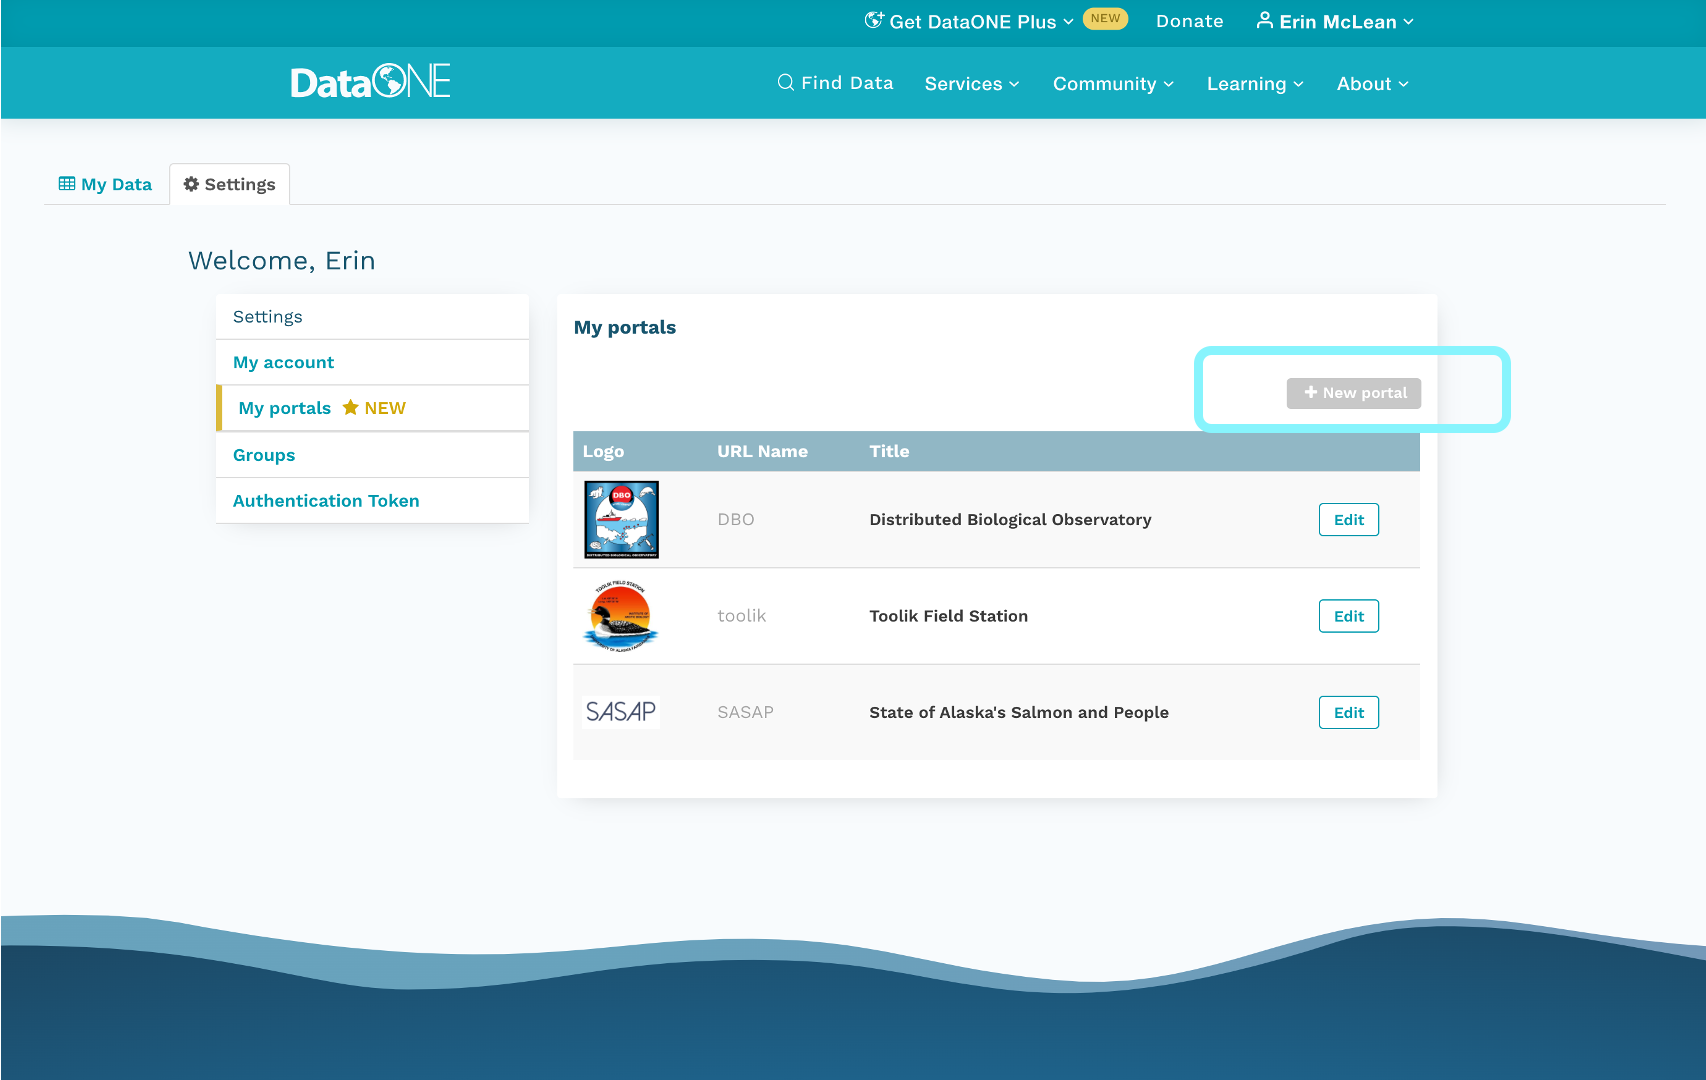 Get DataONE Plus NEW Donate Erin McLean
DataONE Find Data Services Community Learning About
My Data Settings
Welcome, Erin
Settings
My account
My portals NEW
Groups
Authentication Token
My portals
New portal
Logo URL Name Title
DBO
DISTRIBUTED BIOLOGICAL OBSERVATORY
DBO Distributed Biological Observatory Edit
TOOLIK FIELD STATION
toolik Toolik Field Station Edit
SASAP SASAP State of Alaska's Salmon and People Edit